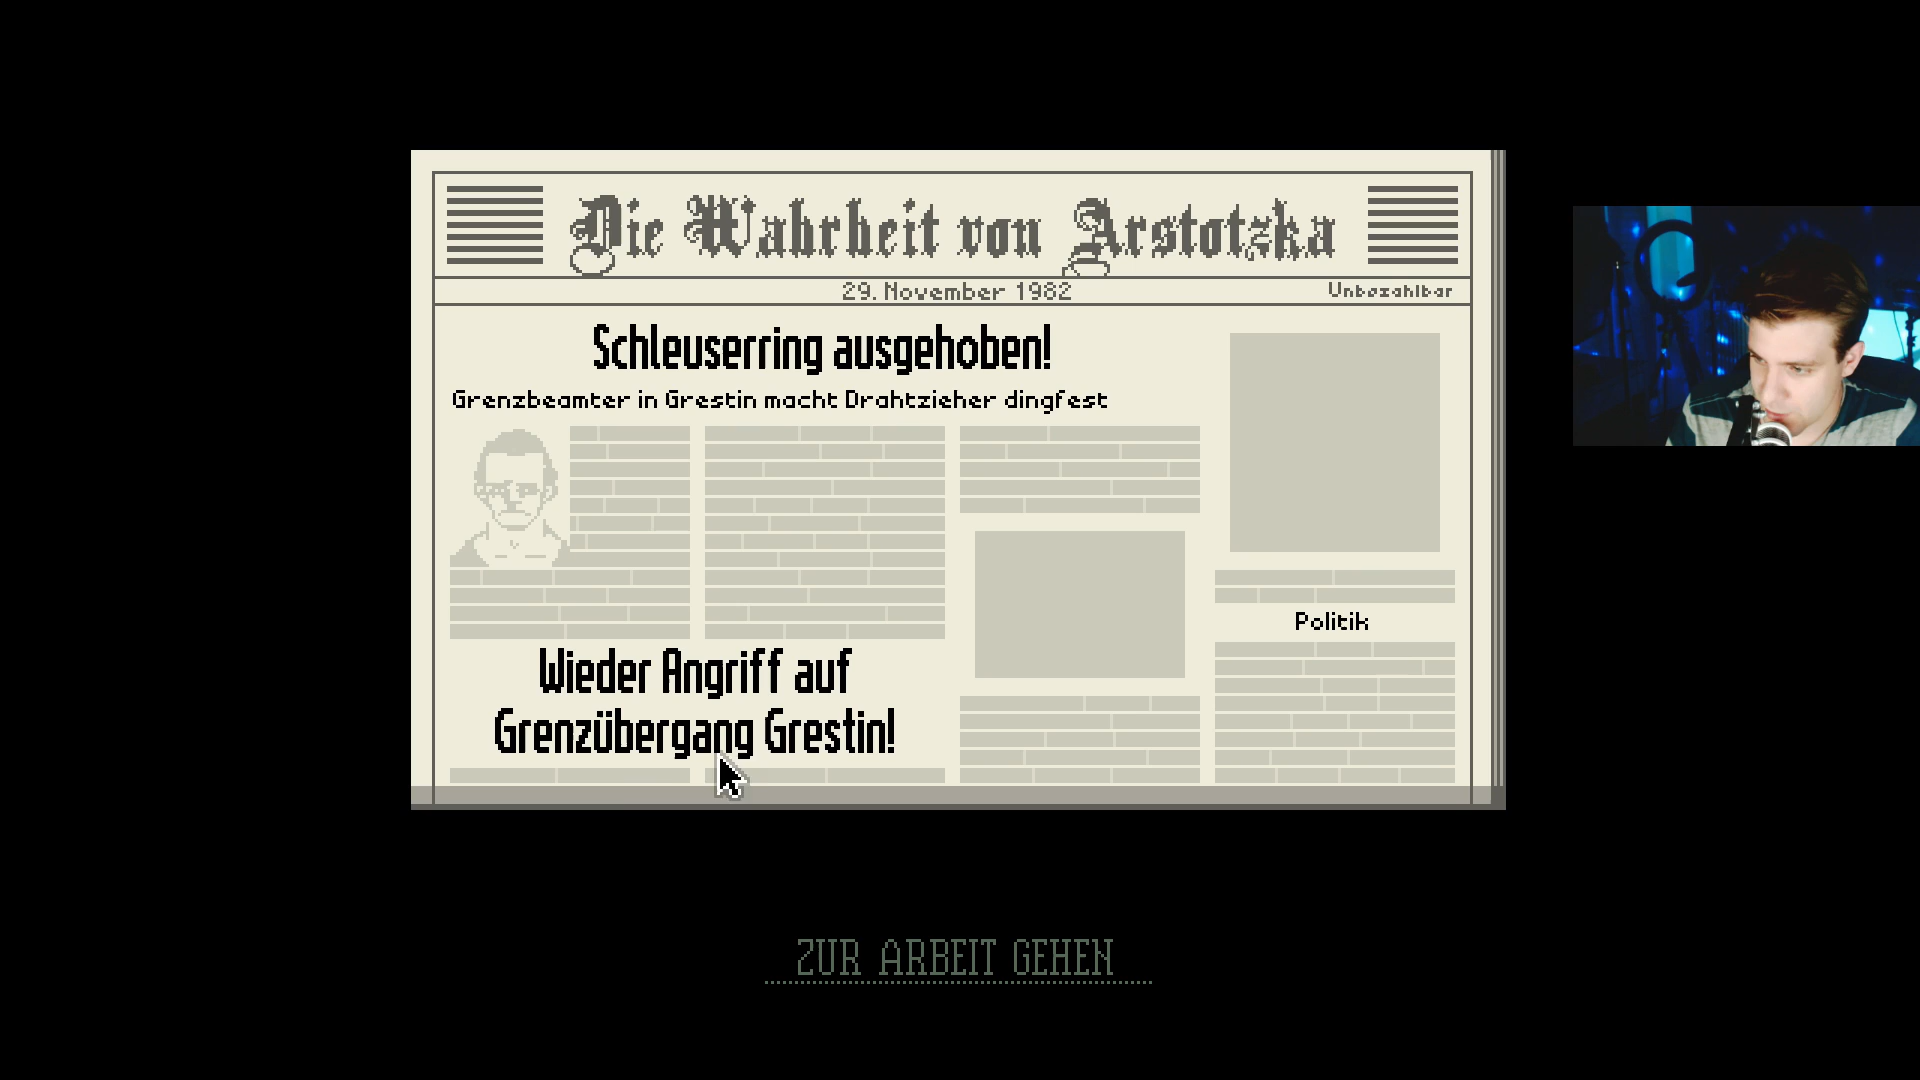 Die Wahrheit von Arstotzka
29. November 1982
Unbezahlbar
Schleuserring ausgehoben!
Grenzbeamter in Grestin macht Drahtzieher dingfest
Politik
Wieder Angriff auf
Grenzübergang Grestin!
ZUR ARBEIT GEHEN